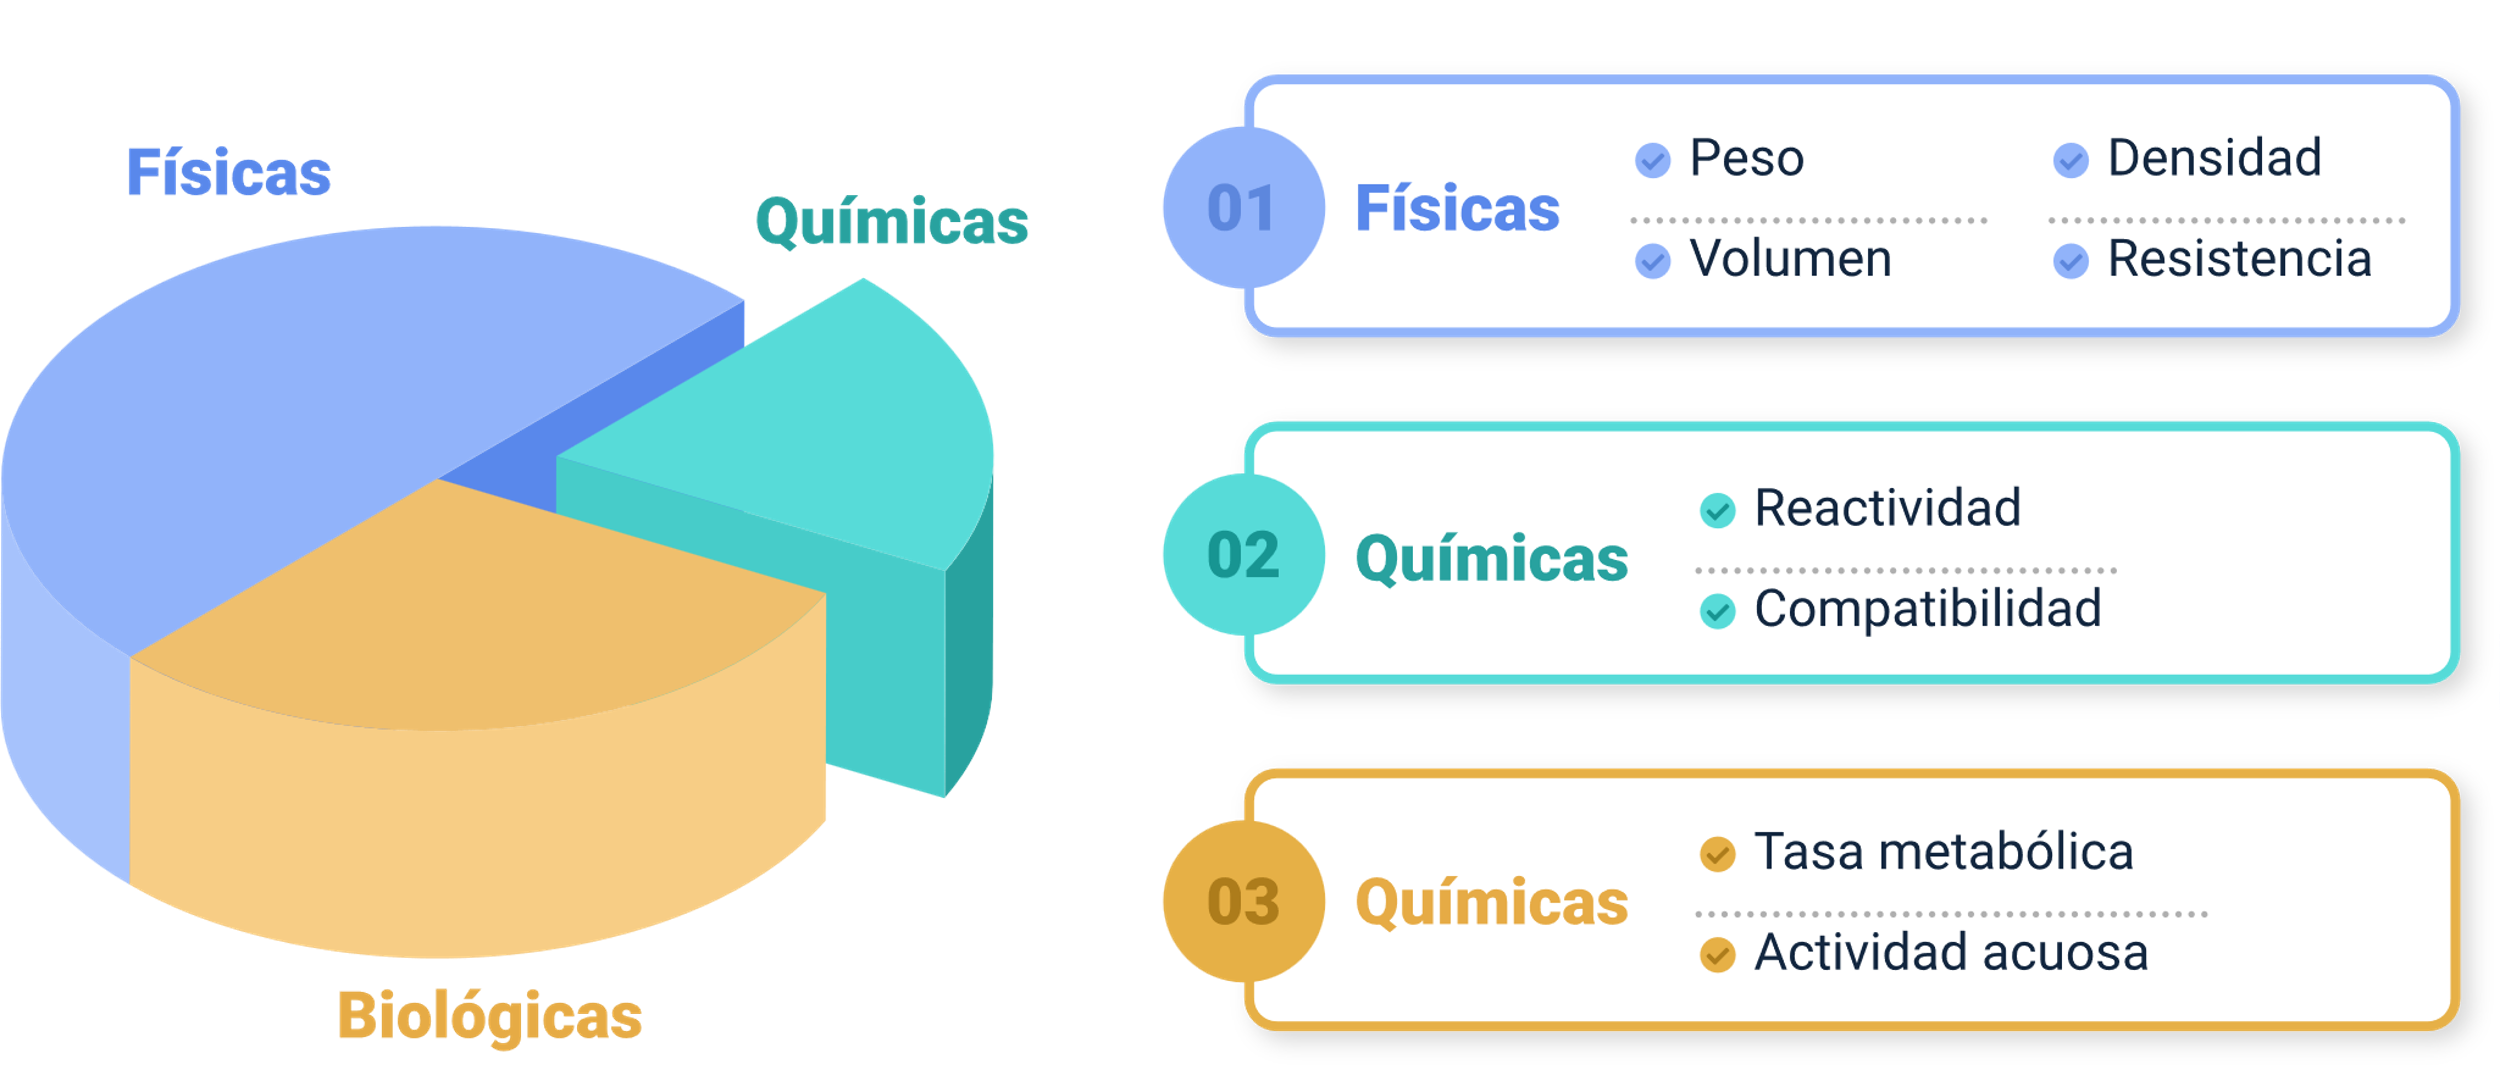 Físicas
Químicas
Biológicas
01
Físicas
Peso
Densidad
Volumen
Resistencia
02
Químicas
Reactividad
Compatibilidad
03
Químicas
Tasa metabólica
Actividad acuosa